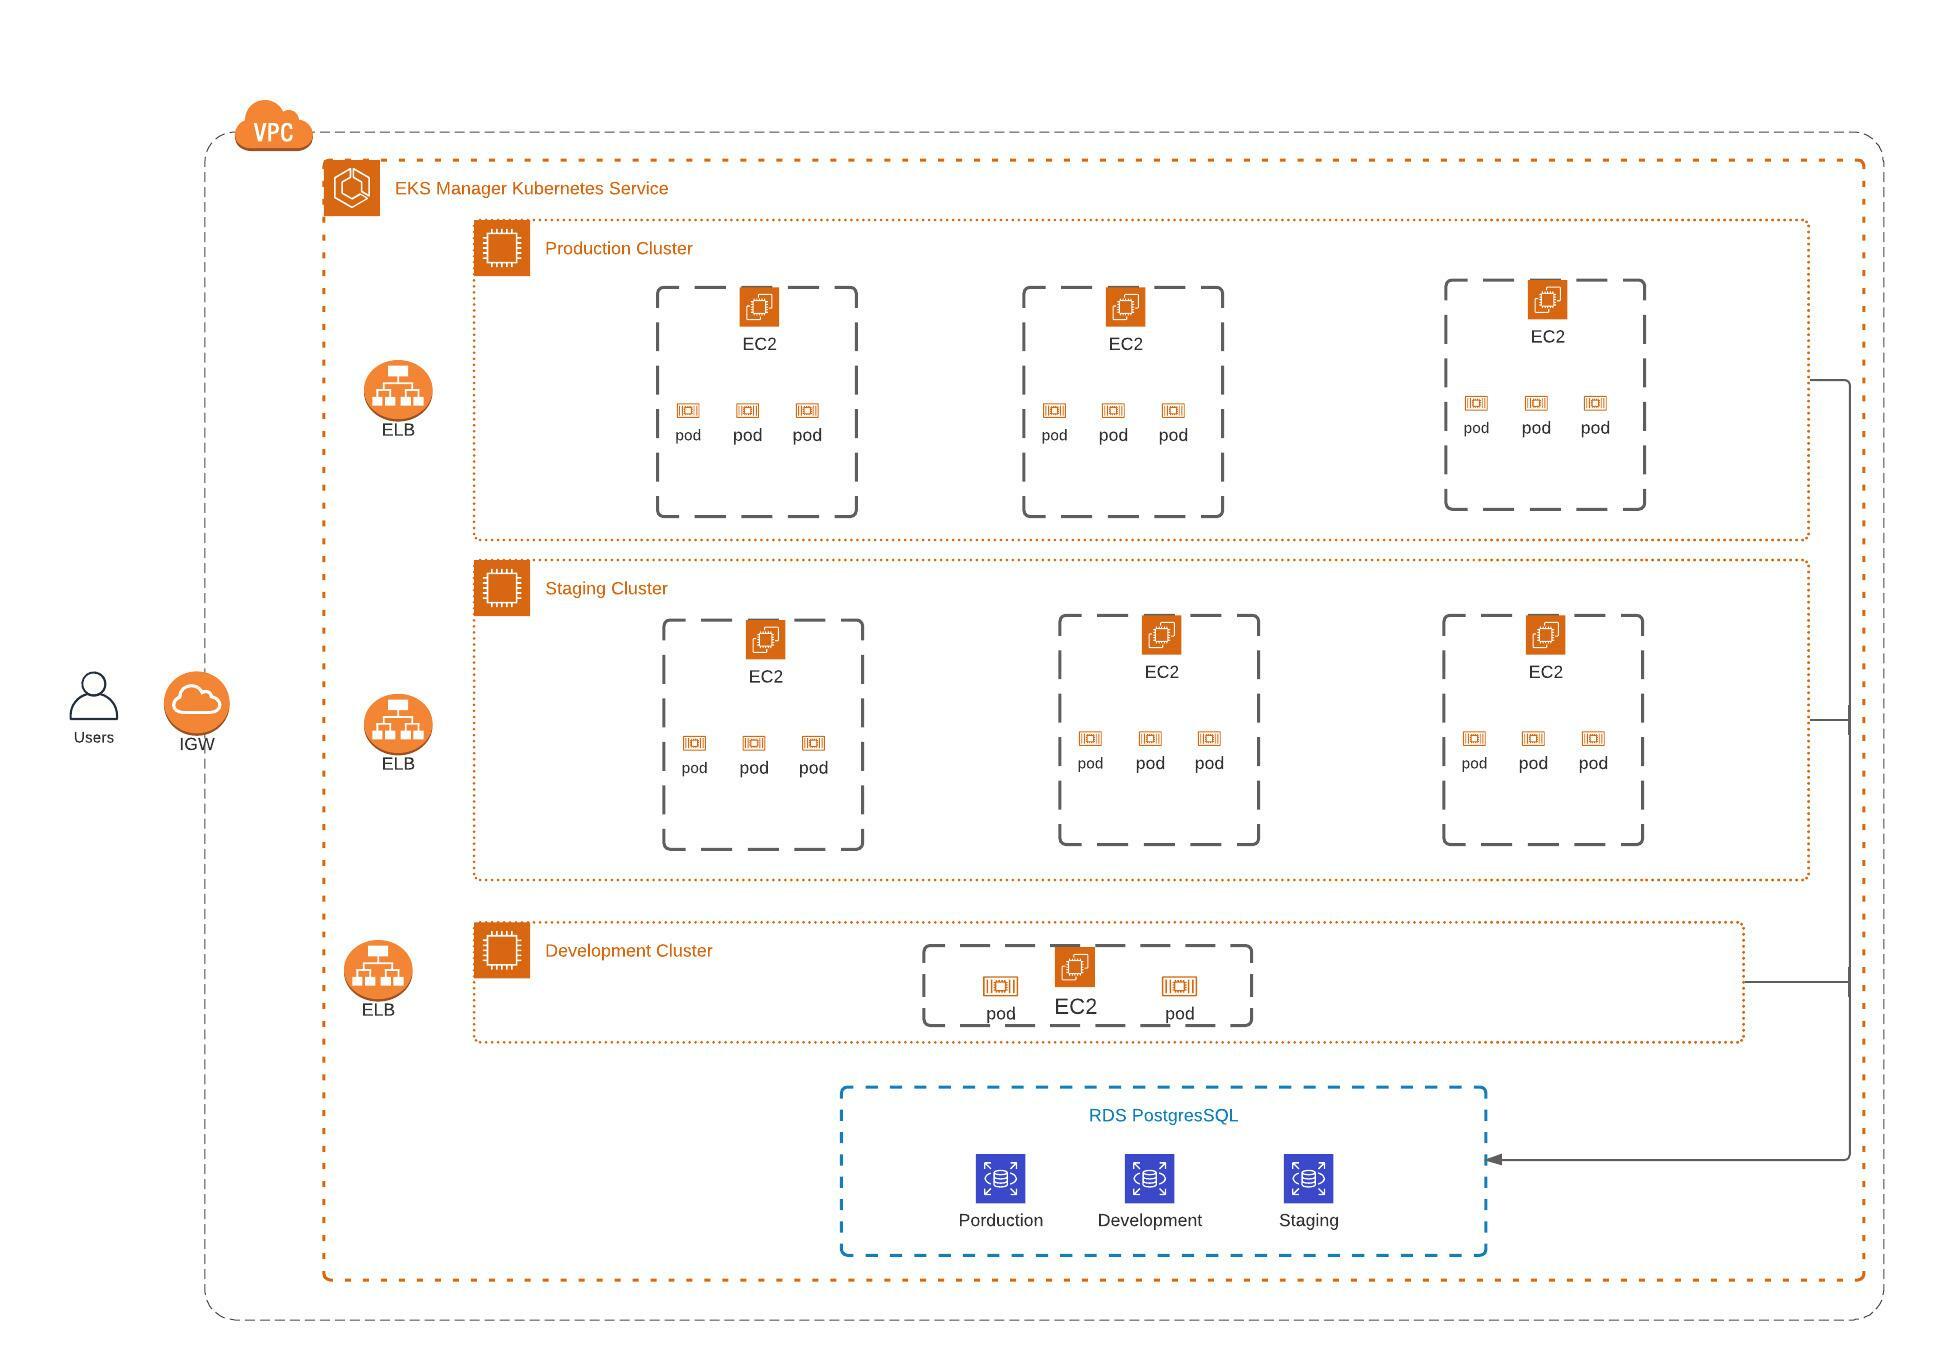 VPC
EKS Manager Kubernetes Service
Production Cluster
EC2
EC2
EC2
pod pod pod
pod pod pod
pod pod pod
ELB
Staging Cluster
EC2
EC2
EC2
pod pod pod
pod pod pod
pod pod pod
Users
IGW
ELB
Development Cluster
pod
EC2
pod
ELB
RDS PostgresSQL
Porduction
Development
Staging